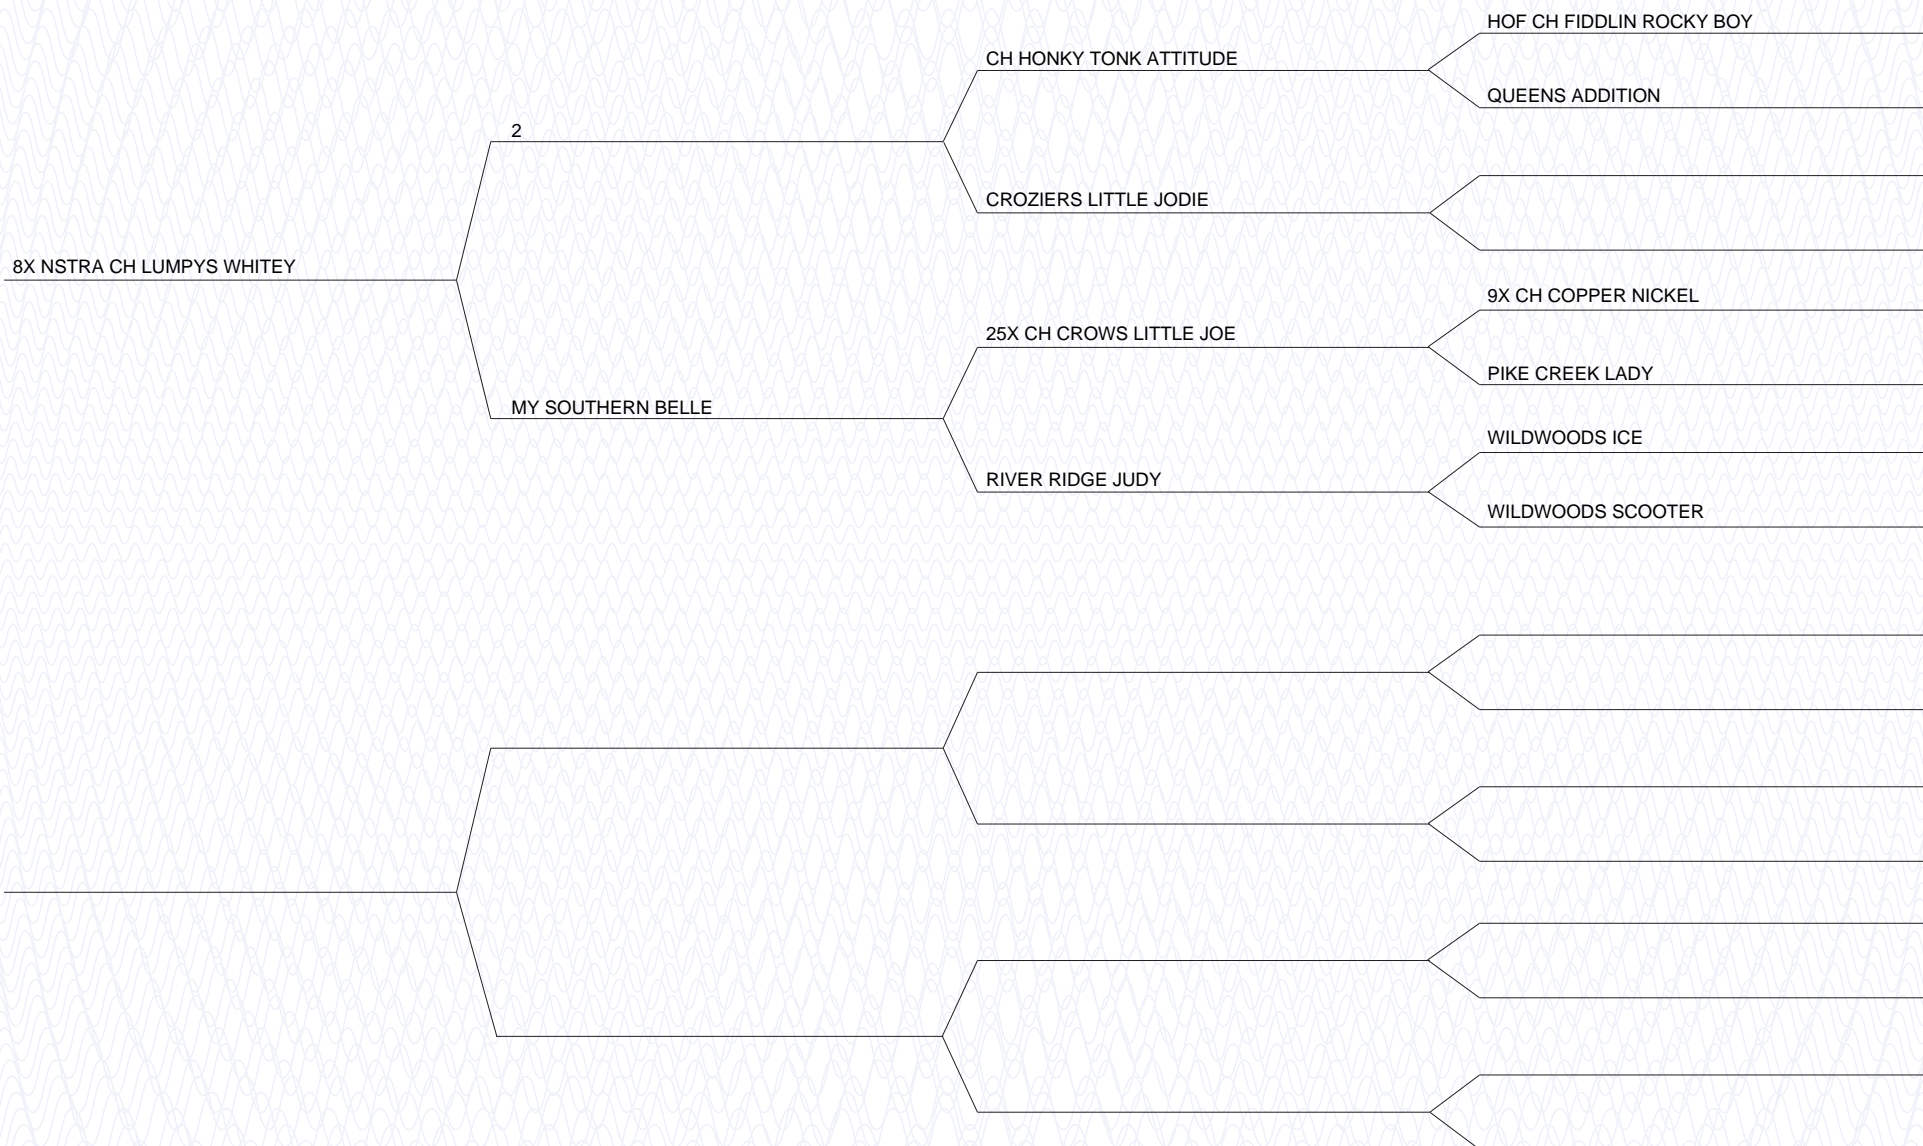 HOF CH FIDDLIN ROCKY BOY
CH HONKY TONK ATTITUDE
QUEENS ADDITION
2
CROZIERS LITTLE JODIE
8X NSTRA CH LUMPYS WHITEY
9X CH COPPER NICKEL
25X CH CROWS LITTLE JOE
PIKE CREEK LADY
MY SOUTHERN BELLE
WILDWOODS ICE
RIVER RIDGE JUDY
WILDWOODS SCOOTER